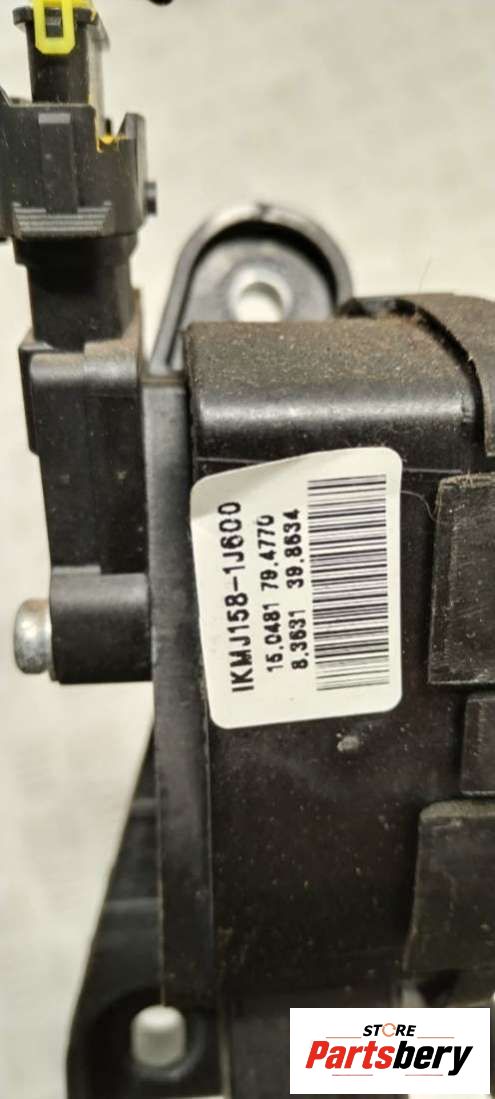 IKMJ158-1J600
15.0481 79.4770
8.3631 39.8634
STORE
Partsbery